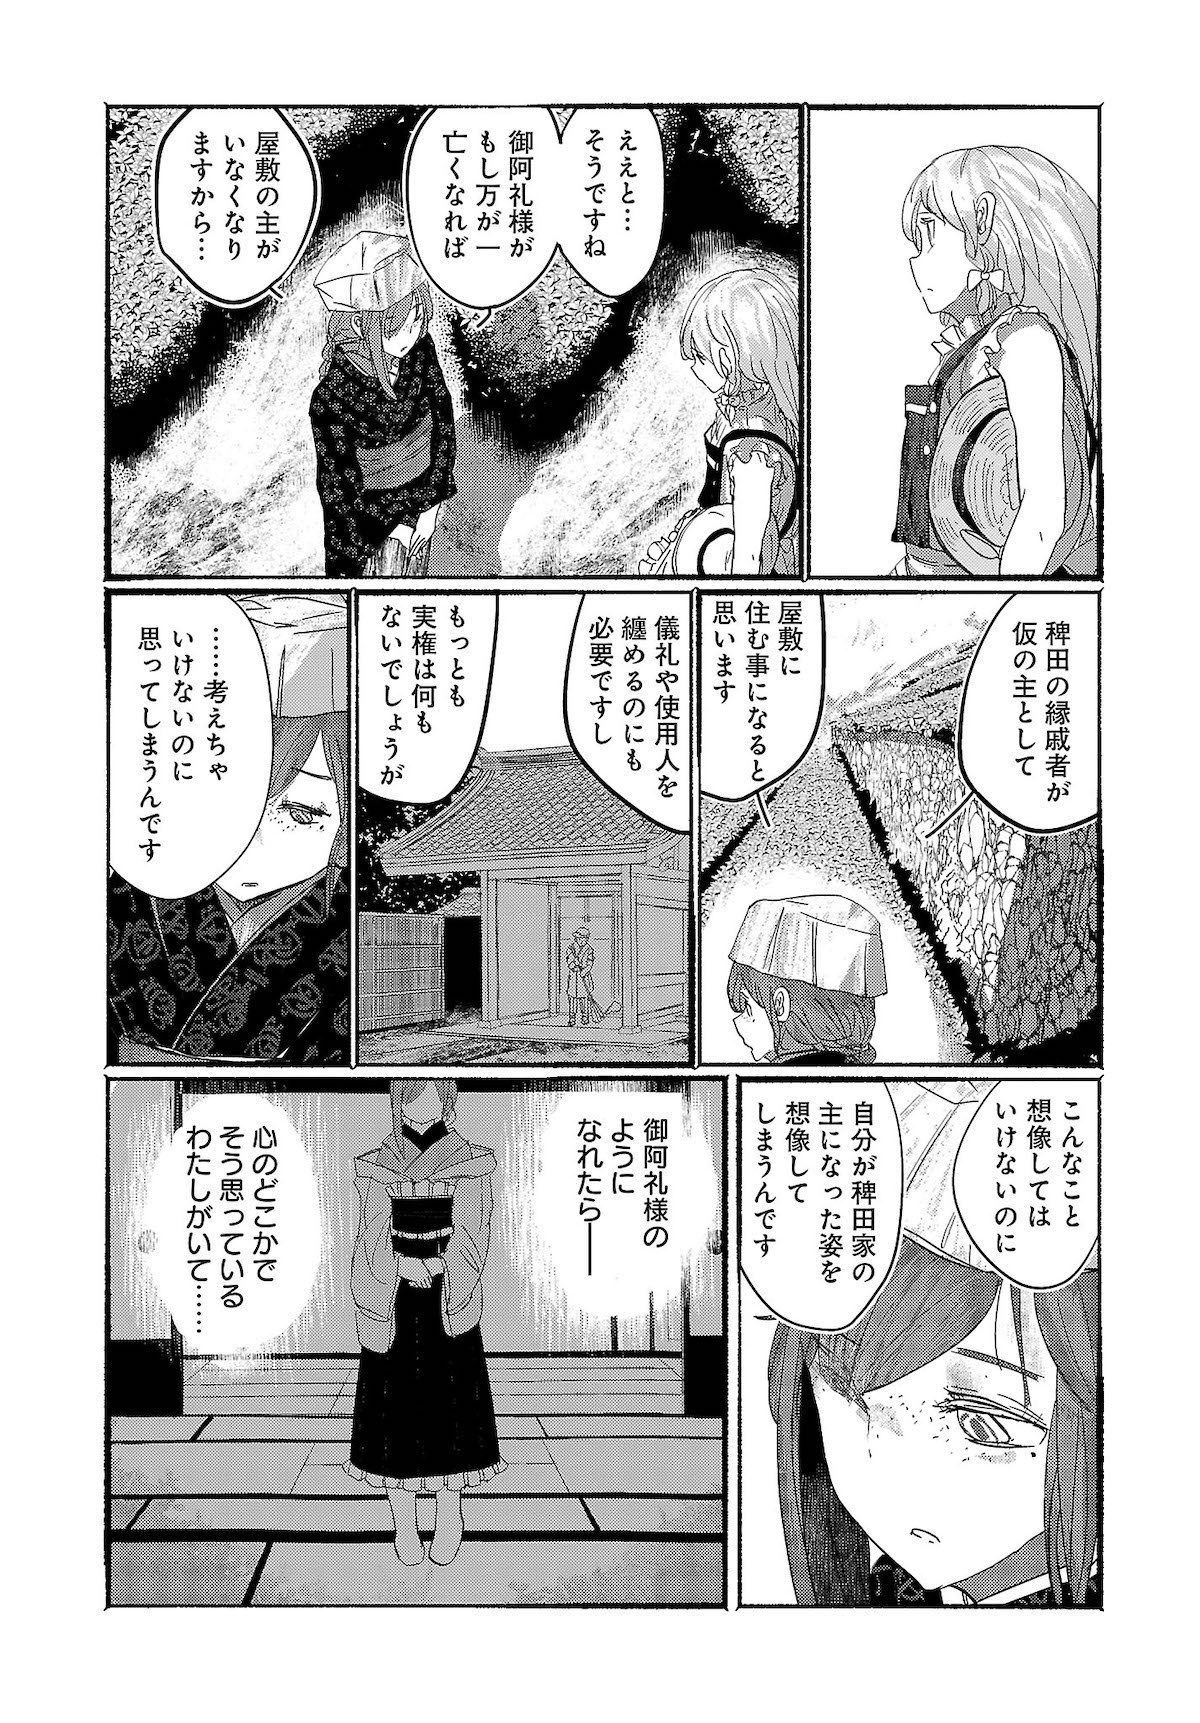 ええと…
そうですね
御阿礼様が
もし万が一
亡くなれば
屋敷の主が
いなくなり
ますから…
稗田の縁戚者が
仮の主として
屋敷に
住む事になると
思います
儀礼や使用人を
纏めるのにも
必要ですし
もっとも
実権は何も
ないでしょうが
……考えちゃ
いけないのに
思ってしまうんです
こんなこと
想像しては
いけないのに
自分が稗田家の
主になった姿を
想像して
しまうんです
御阿礼様の
ように
なれたら――
心のどこかで
そう思っている
わたしがいて……